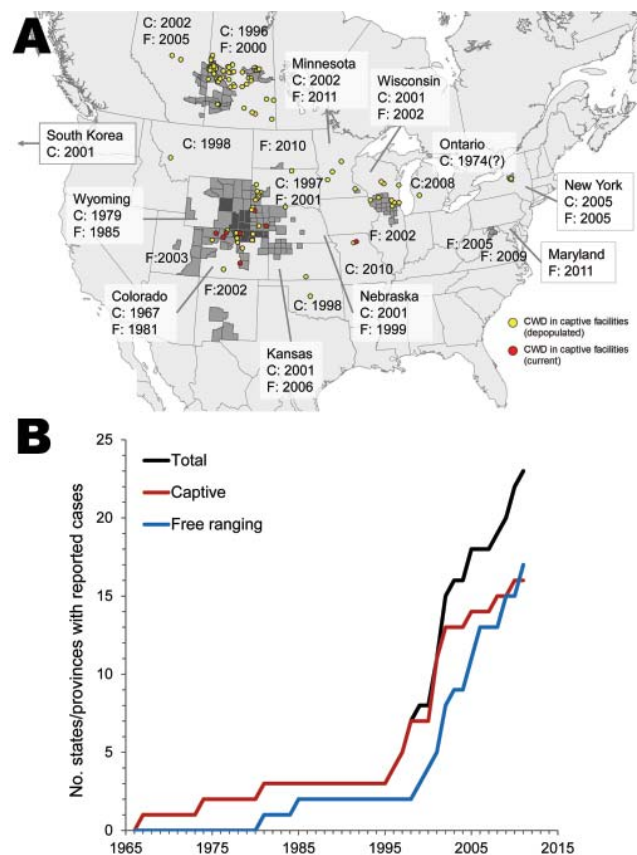 A
C: 2002
F: 2005
C: 1996
F: 2000
Minnesota
C: 2002
F: 2011
Wisconsin
C: 2001
F: 2002
South Korea
C: 2001
C: 1998
F: 2010
Ontario
C: 1974(?)
Wyoming
C: 1979
F: 1985
C: 1997
F: 2001
C:2008
New York
C: 2005
F: 2005
F:2003
F: 2002
F:2005
F: 2009
Maryland
F: 2011
Colorado
C: 1967
F: 1981
F:2002
C: 2010
C: 1998
Nebraska
C: 2001
F: 1999
Kansas
C: 2001
F: 2006
CWD in captive facilities
(depopulated)
CWD in captive facilities
(current)
B
No. states/provinces with reported cases
25
20
15
10
5
0
Total
Captive
Free ranging
1965
1975
1985
1995
2005
2015